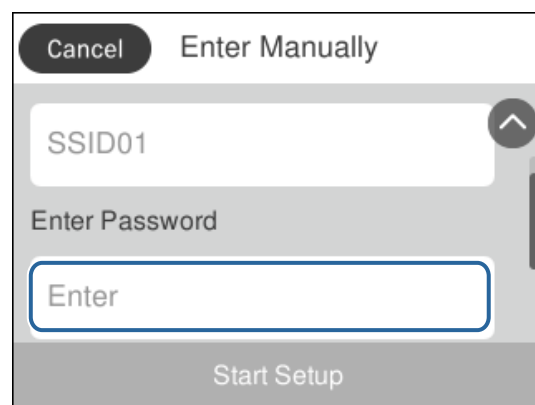 Cancel Enter Manually
SSID01
Enter Password
Enter
Start Setup